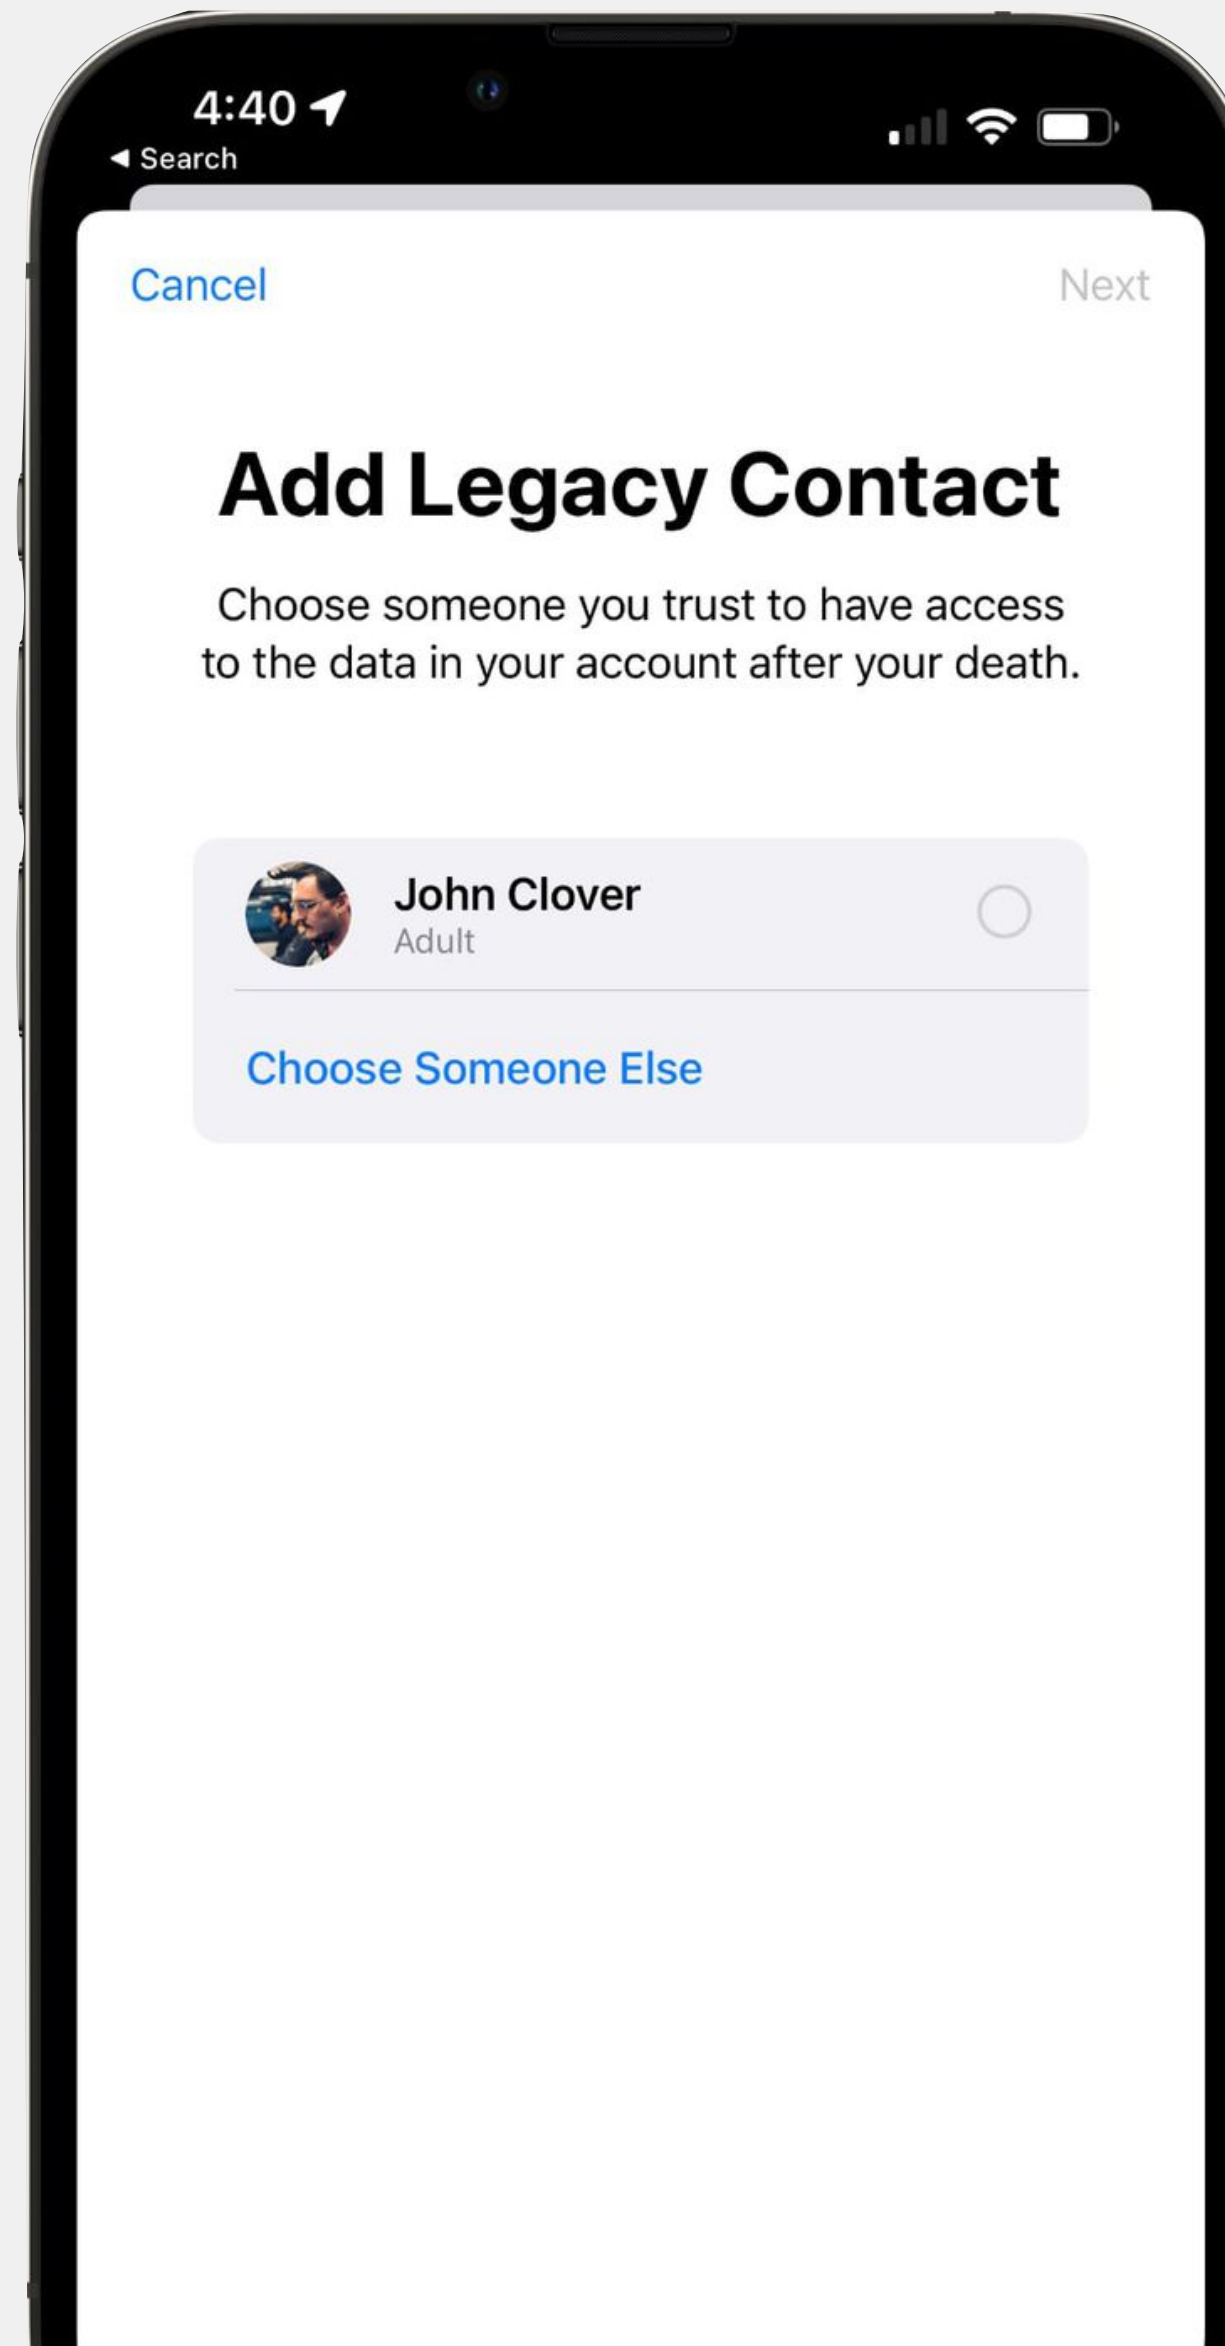 4:40
◀ Search
Cancel
Next
Add Legacy Contact
Choose someone you trust to have access
to the data in your account after your death.
John Clover
Adult
Choose Someone Else